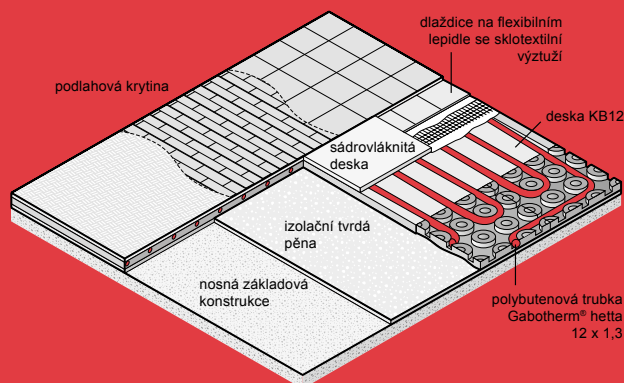 dlaždice na flexibilním
lepidle se sklotextilní
výztuží
podlahová krytina
deska KB12
sádrovláknitá
deska
izolační tvrdá
pěna
nosná základová
konstrukce
polybutenová trubka
Gabotherm® hetta
12 x 1,3